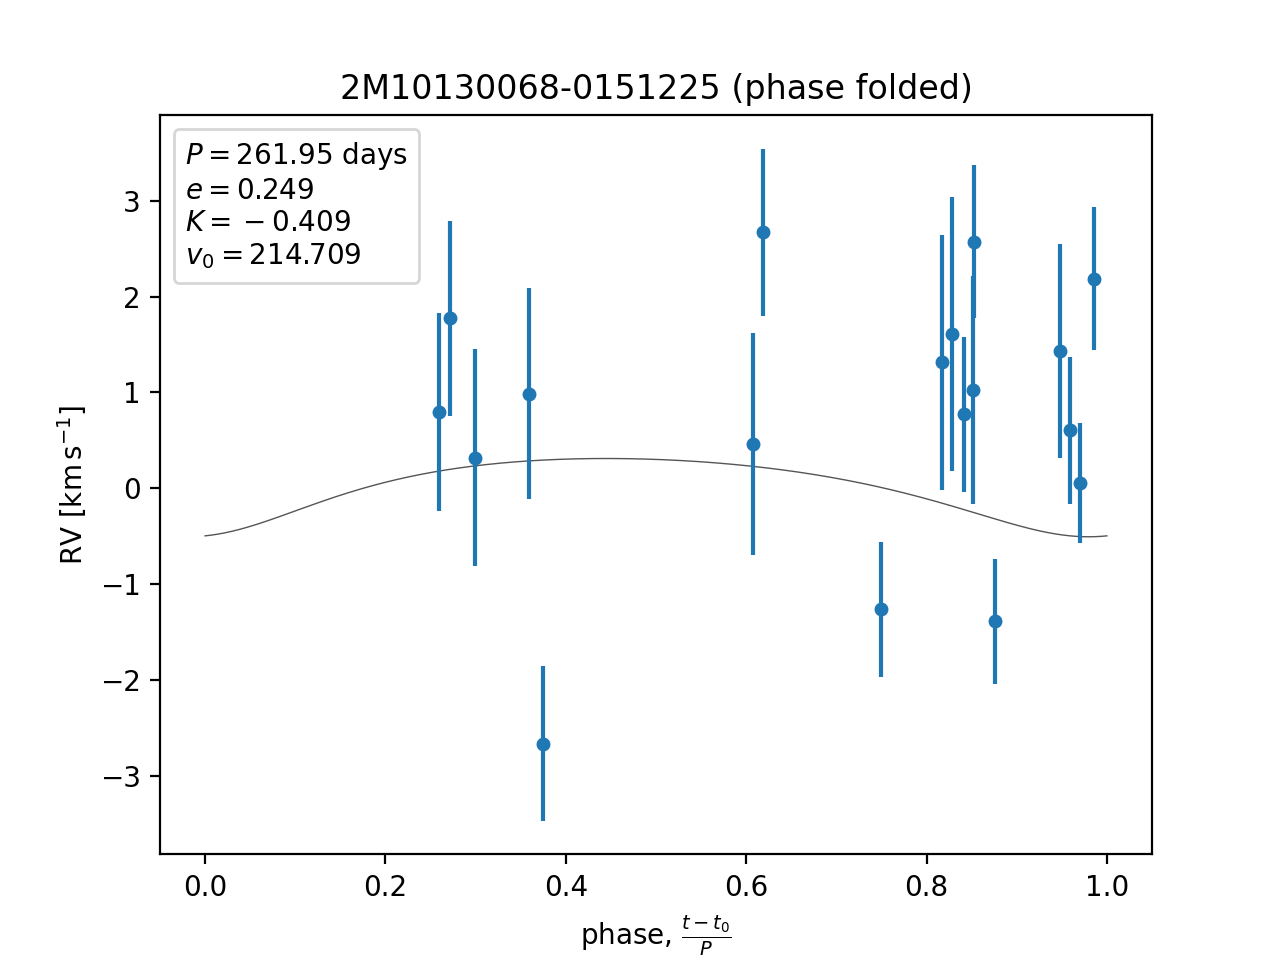 2M10130068-0151225 (phase folded)
P = 261.95 days
e = 0.249
K = −0.409
v₀ = 214.709
3
2
1
0
−1
−2
−3
RV [km s⁻¹]
0.0 0.2 0.4 0.6 0.8 1.0
phase, (t − t₀)/P